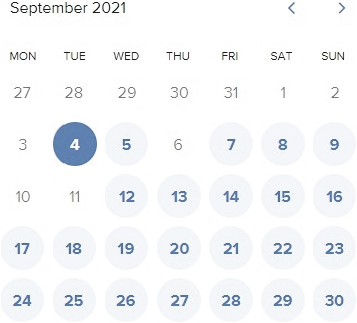 September 2021
MON TUE WED THU FRI SAT SUN
27 28 29 30 31 1 2
3 4 5 6 7 8 9
10 11 12 13 14 15 16
17 18 19 20 21 22 23
24 25 26 27 28 29 30